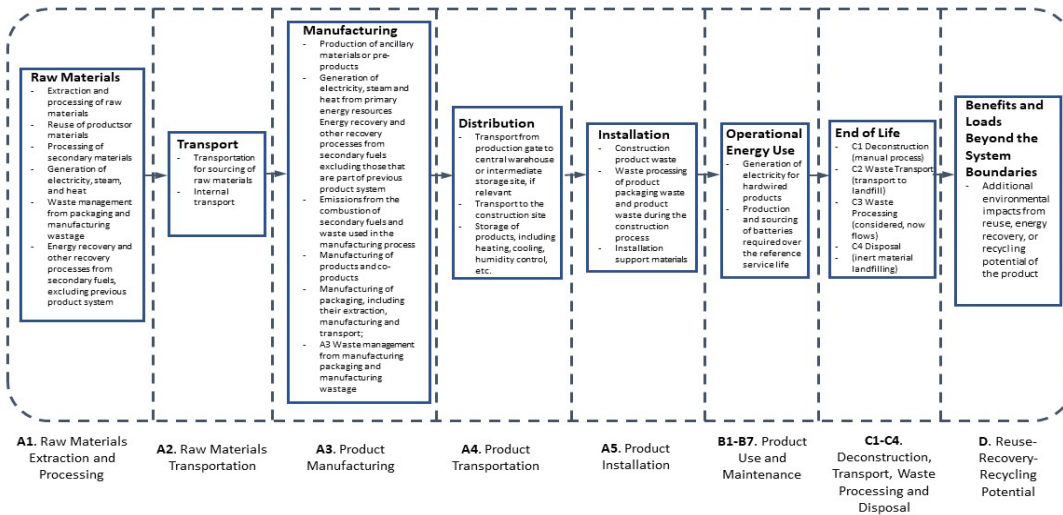 Raw Materials
- Extraction and
processing of raw
materials
- Reuse of productsor
materials
- Processing of
secondary materials
- Generation of
electricity, steam,
and heat
- Waste management
from packaging and
manufacturing
wastage
- Energy recovery and
other recovery
processes from
secondary fuels,
excluding previous
product system
Transport
- Transportation
for sourcing of
raw materials
- Internal
transport
Manufacturing
- Production of ancillary
materials or pre-
products
- Generation of
electricity, steam and
heat from primary
energy resources
Energy recovery and
other recovery
processes from
secondary fuels
excluding those that
are part of previous
product system
- Emissions from the
combustion of
secondary fuels and
waste used in the
manufacturing process
- Manufacturing of
products and co-
products
- Manufacturing of
packaging, including
their extraction,
manufacturing and
transport;
- A3 Waste management
from manufacturing
packaging and
manufacturing
wastage
Distribution
- Transport from
production gate to
central warehouse
or intermediate
storage site, if
relevant
- Transport to the
construction site
- Storage of
products, including
heating, cooling,
humidity control,
etc.
Installation
- Construction
product waste
- Waste processing
of product
packaging waste
and product waste
during the
construction
process
- Installation
support materials
Operational
Energy Use
- Generation of
electricity for
hardwired
products
- Production
and sourcing
of batteries
required over
the reference
service life
End of Life
- C1 Deconstruction
(manual process)
- C2 Waste Transport
(transport to
landfill)
- C3 Waste
Processing
(considered, now
flows)
- C4 Disposal
- (inert material
landfilling)
Benefits and
Loads
Beyond the
System
Boundaries
- Additional
environmental
impacts from
reuse, energy
recovery, or
recycling
potential of
the product
A1. Raw Materials
Extraction and
Processing
A2. Raw Materials
Transportation
A3. Product
Manufacturing
A4. Product
Transportation
A5. Product
Installation
B1-B7. Product
Use and
Maintenance
C1-C4.
Deconstruction,
Transport, Waste
Processing and
Disposal
D. Reuse-
Recovery-
Recycling
Potential